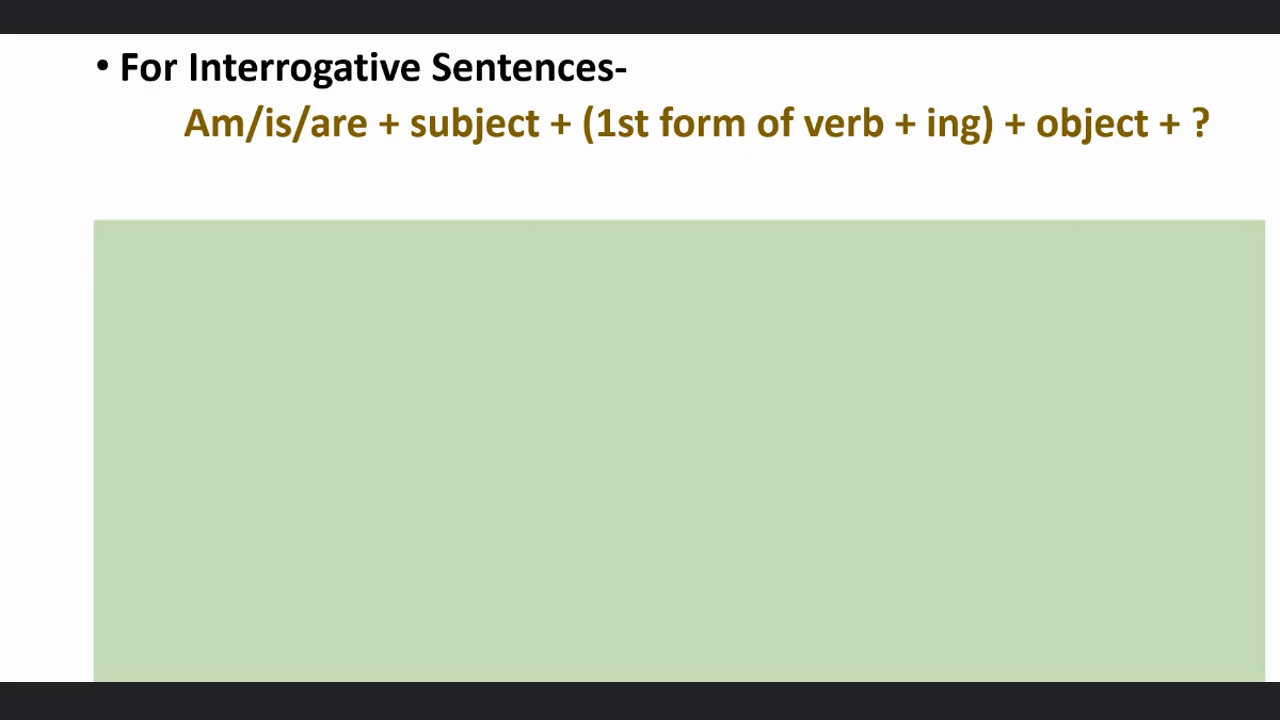 • For Interrogative Sentences-
Am/is/are + subject + (1st form of verb + ing) + object + ?